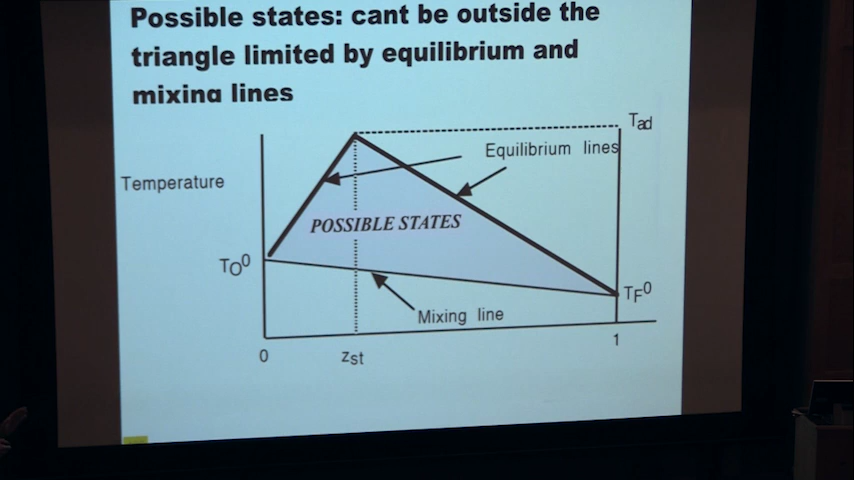 Possible states: cant be outside the
triangle limited by equilibrium and
mixing lines
Tad
Equilibrium lines
Temperature
POSSIBLE STATES
TO0
TF0
Mixing line
0
zst
1